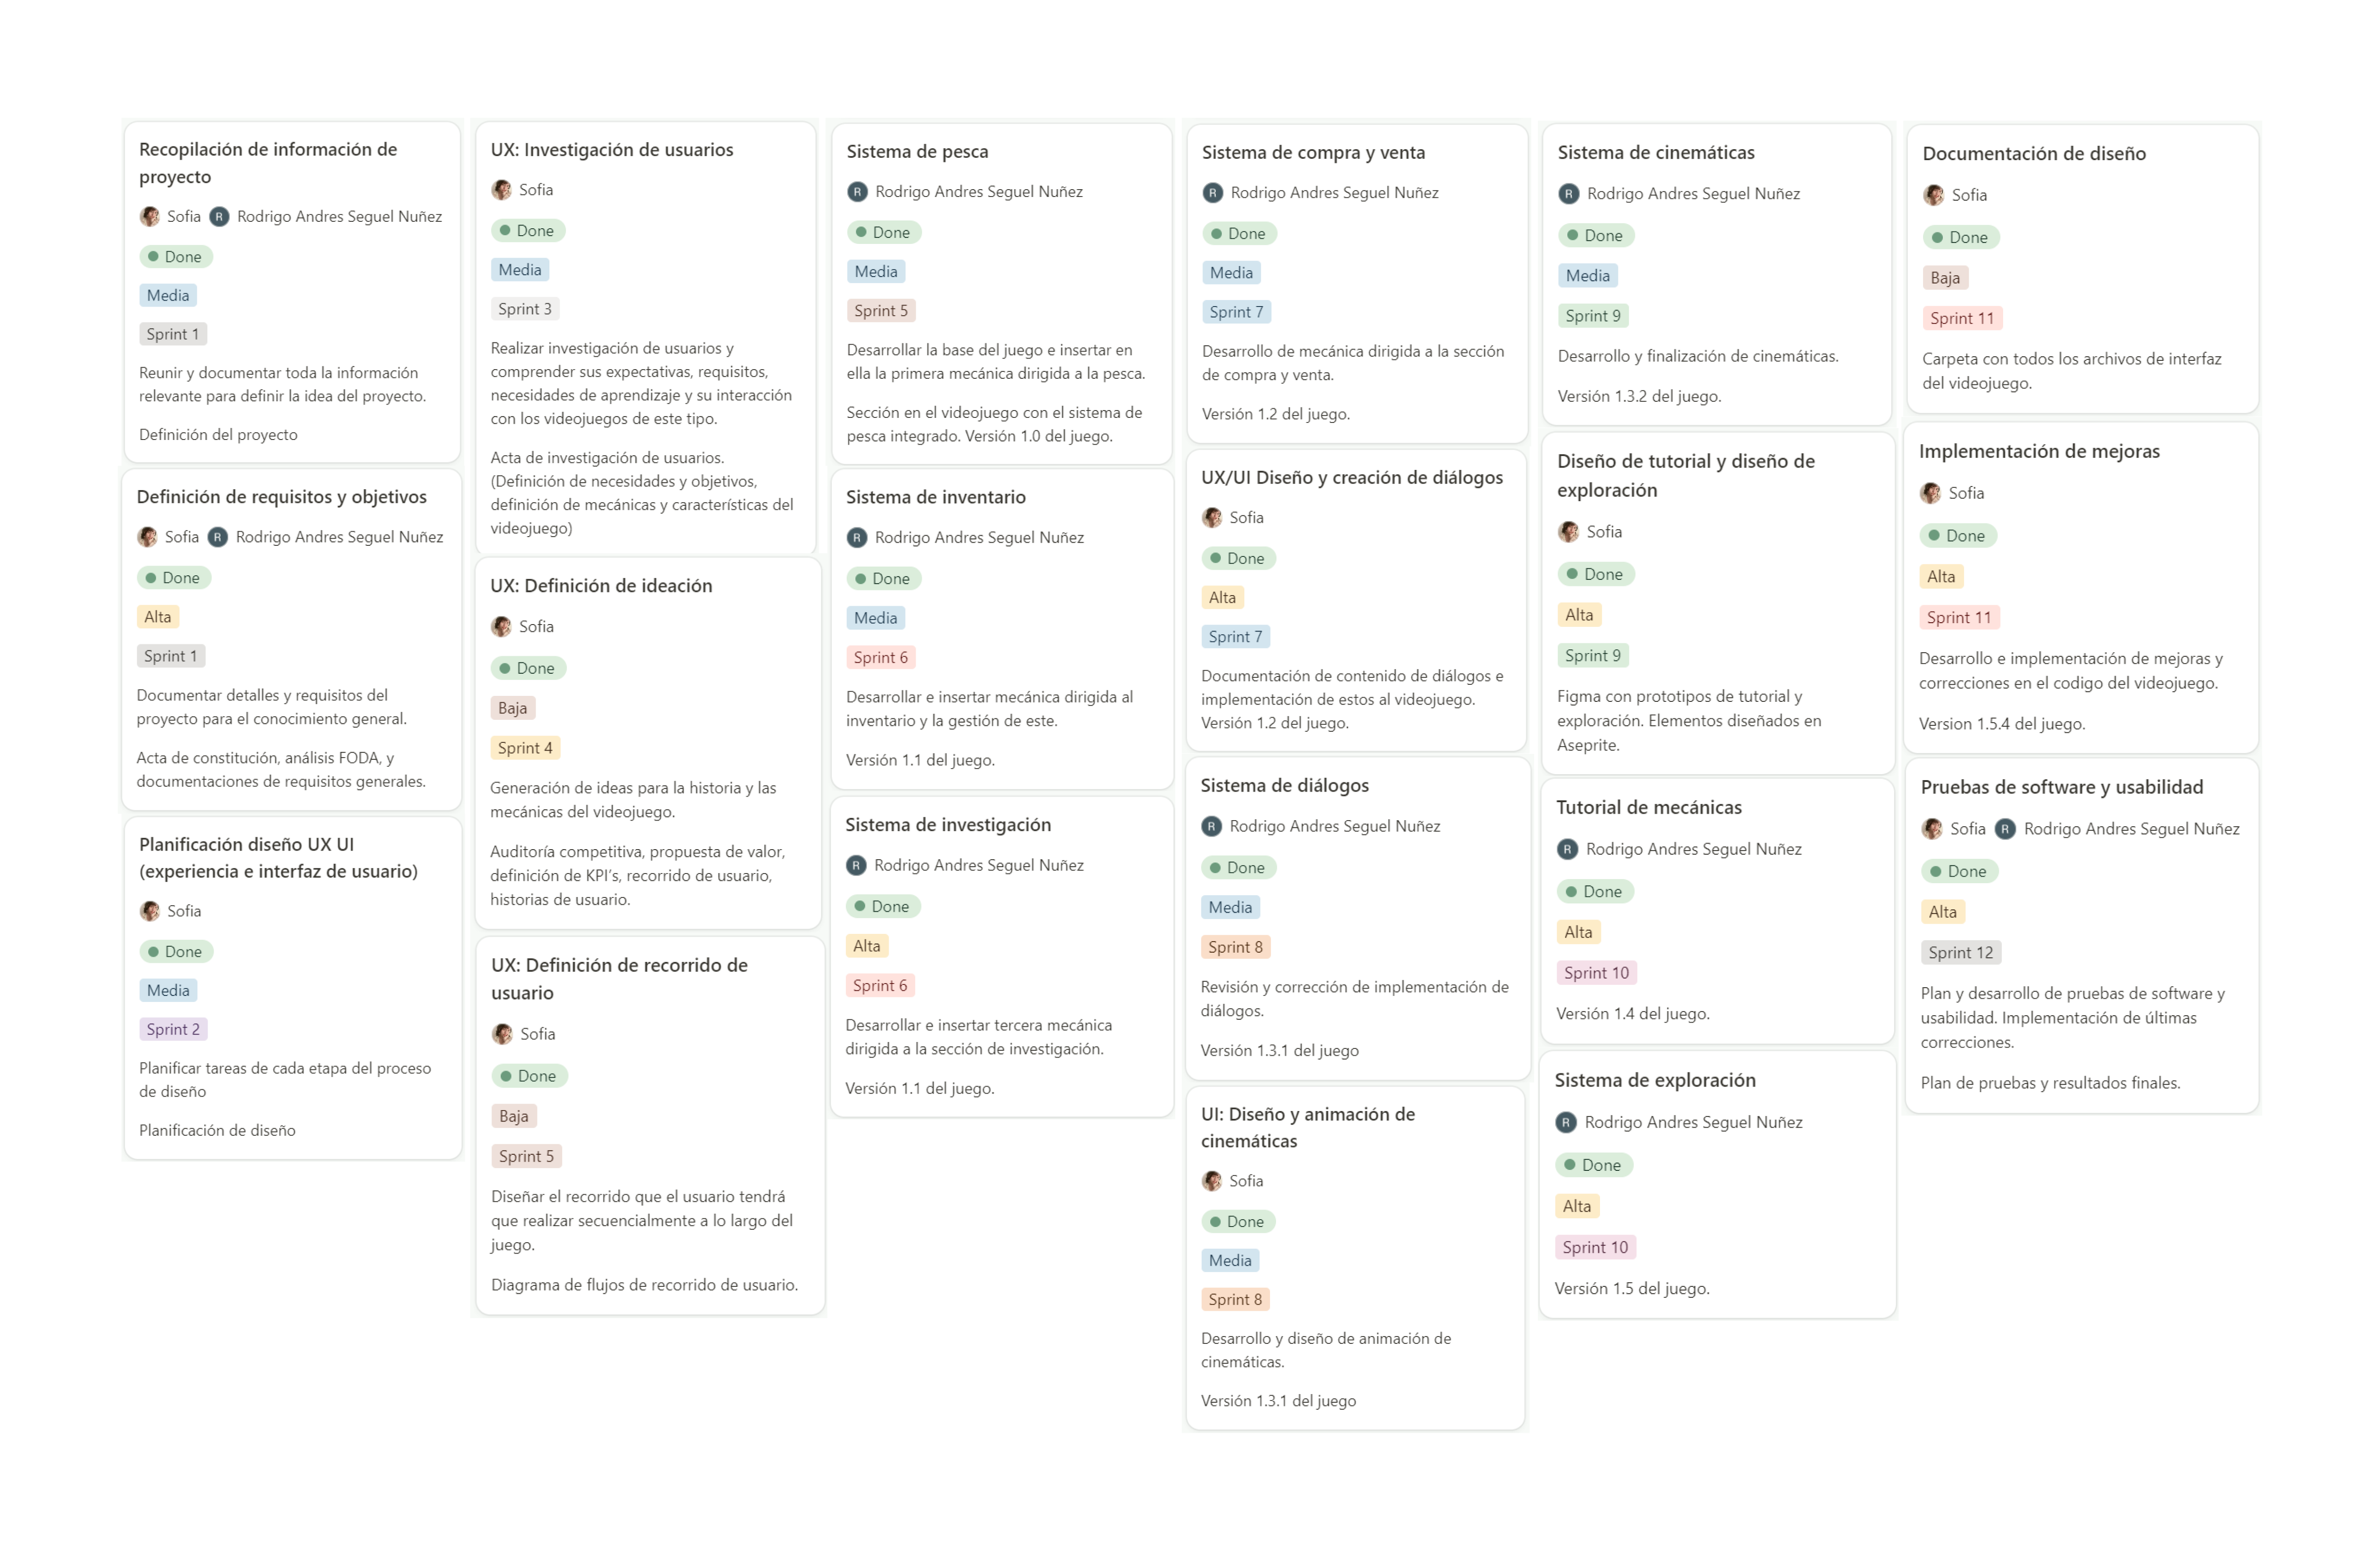 Recopilación de información de
proyecto
Sofia R Rodrigo Andres Seguel Nuñez
Done
Media
Sprint 1
Reunir y documentar toda la información
relevante para definir la idea del proyecto.
Definición del proyecto
Definición de requisitos y objetivos
Sofia R Rodrigo Andres Seguel Nuñez
Done
Alta
Sprint 1
Documentar detalles y requisitos del
proyecto para el conocimiento general.
Acta de constitución, análisis FODA, y
documentaciones de requisitos generales.
Planificación diseño UX UI
(experiencia e interfaz de usuario)
Sofia
Done
Media
Sprint 2
Planificar tareas de cada etapa del proceso
de diseño
Planificación de diseño
UX: Investigación de usuarios
Sofia
Done
Media
Sprint 3
Realizar investigación de usuarios y
comprender sus expectativas, requisitos,
necesidades de aprendizaje y su interacción
con los videojuegos de este tipo.
Acta de investigación de usuarios.
(Definición de necesidades y objetivos,
definición de mecánicas y características del
videojuego)
UX: Definición de ideación
Sofia
Done
Baja
Sprint 4
Generación de ideas para la historia y las
mecánicas del videojuego.
Auditoría competitiva, propuesta de valor,
definición de KPI's, recorrido de usuario,
historias de usuario.
UX: Definición de recorrido de
usuario
Sofia
Done
Baja
Sprint 5
Diseñar el recorrido que el usuario tendrá
que realizar secuencialmente a lo largo del
juego.
Diagrama de flujos de recorrido de usuario.
Sistema de pesca
R Rodrigo Andres Seguel Nuñez
Done
Media
Sprint 5
Desarrollar la base del juego e insertar en
ella la primera mecánica dirigida a la pesca.
Sección en el videojuego con el sistema de
pesca integrado. Versión 1.0 del juego.
Sistema de inventario
R Rodrigo Andres Seguel Nuñez
Done
Media
Sprint 6
Desarrollar e insertar mecánica dirigida al
inventario y la gestión de este.
Versión 1.1 del juego.
Sistema de investigación
R Rodrigo Andres Seguel Nuñez
Done
Alta
Sprint 6
Desarrollar e insertar tercera mecánica
dirigida a la sección de investigación.
Versión 1.1 del juego.
Sistema de compra y venta
R Rodrigo Andres Seguel Nuñez
Done
Media
Sprint 7
Desarrollo de mecánica dirigida a la sección
de compra y venta.
Versión 1.2 del juego.
UX/UI Diseño y creación de diálogos
Sofia
Done
Alta
Sprint 7
Documentación de contenido de diálogos e
implementación de estos al videojuego.
Versión 1.2 del juego.
Sistema de diálogos
R Rodrigo Andres Seguel Nuñez
Done
Media
Sprint 8
Revisión y corrección de implementación de
diálogos.
Versión 1.3.1 del juego
UI: Diseño y animación de
cinemáticas
Sofia
Done
Media
Sprint 8
Desarrollo y diseño de animación de
cinemáticas.
Versión 1.3.1 del juego
Sistema de cinemáticas
R Rodrigo Andres Seguel Nuñez
Done
Media
Sprint 9
Desarrollo y finalización de cinemáticas.
Versión 1.3.2 del juego.
Diseño de tutorial y diseño de
exploración
Sofia
Done
Alta
Sprint 9
Figma con prototipos de tutorial y
exploración. Elementos diseñados en
Aseprite.
Tutorial de mecánicas
R Rodrigo Andres Seguel Nuñez
Done
Alta
Sprint 10
Versión 1.4 del juego.
Sistema de exploración
R Rodrigo Andres Seguel Nuñez
Done
Alta
Sprint 10
Versión 1.5 del juego.
Documentación de diseño
Sofia
Done
Baja
Sprint 11
Carpeta con todos los archivos de interfaz
del videojuego.
Implementación de mejoras
Sofia
Done
Alta
Sprint 11
Desarrollo e implementación de mejoras y
correcciones en el codigo del videojuego.
Version 1.5.4 del juego.
Pruebas de software y usabilidad
Sofia R Rodrigo Andres Seguel Nuñez
Done
Alta
Sprint 12
Plan y desarrollo de pruebas de software y
usabilidad. Implementación de últimas
correcciones.
Plan de pruebas y resultados finales.